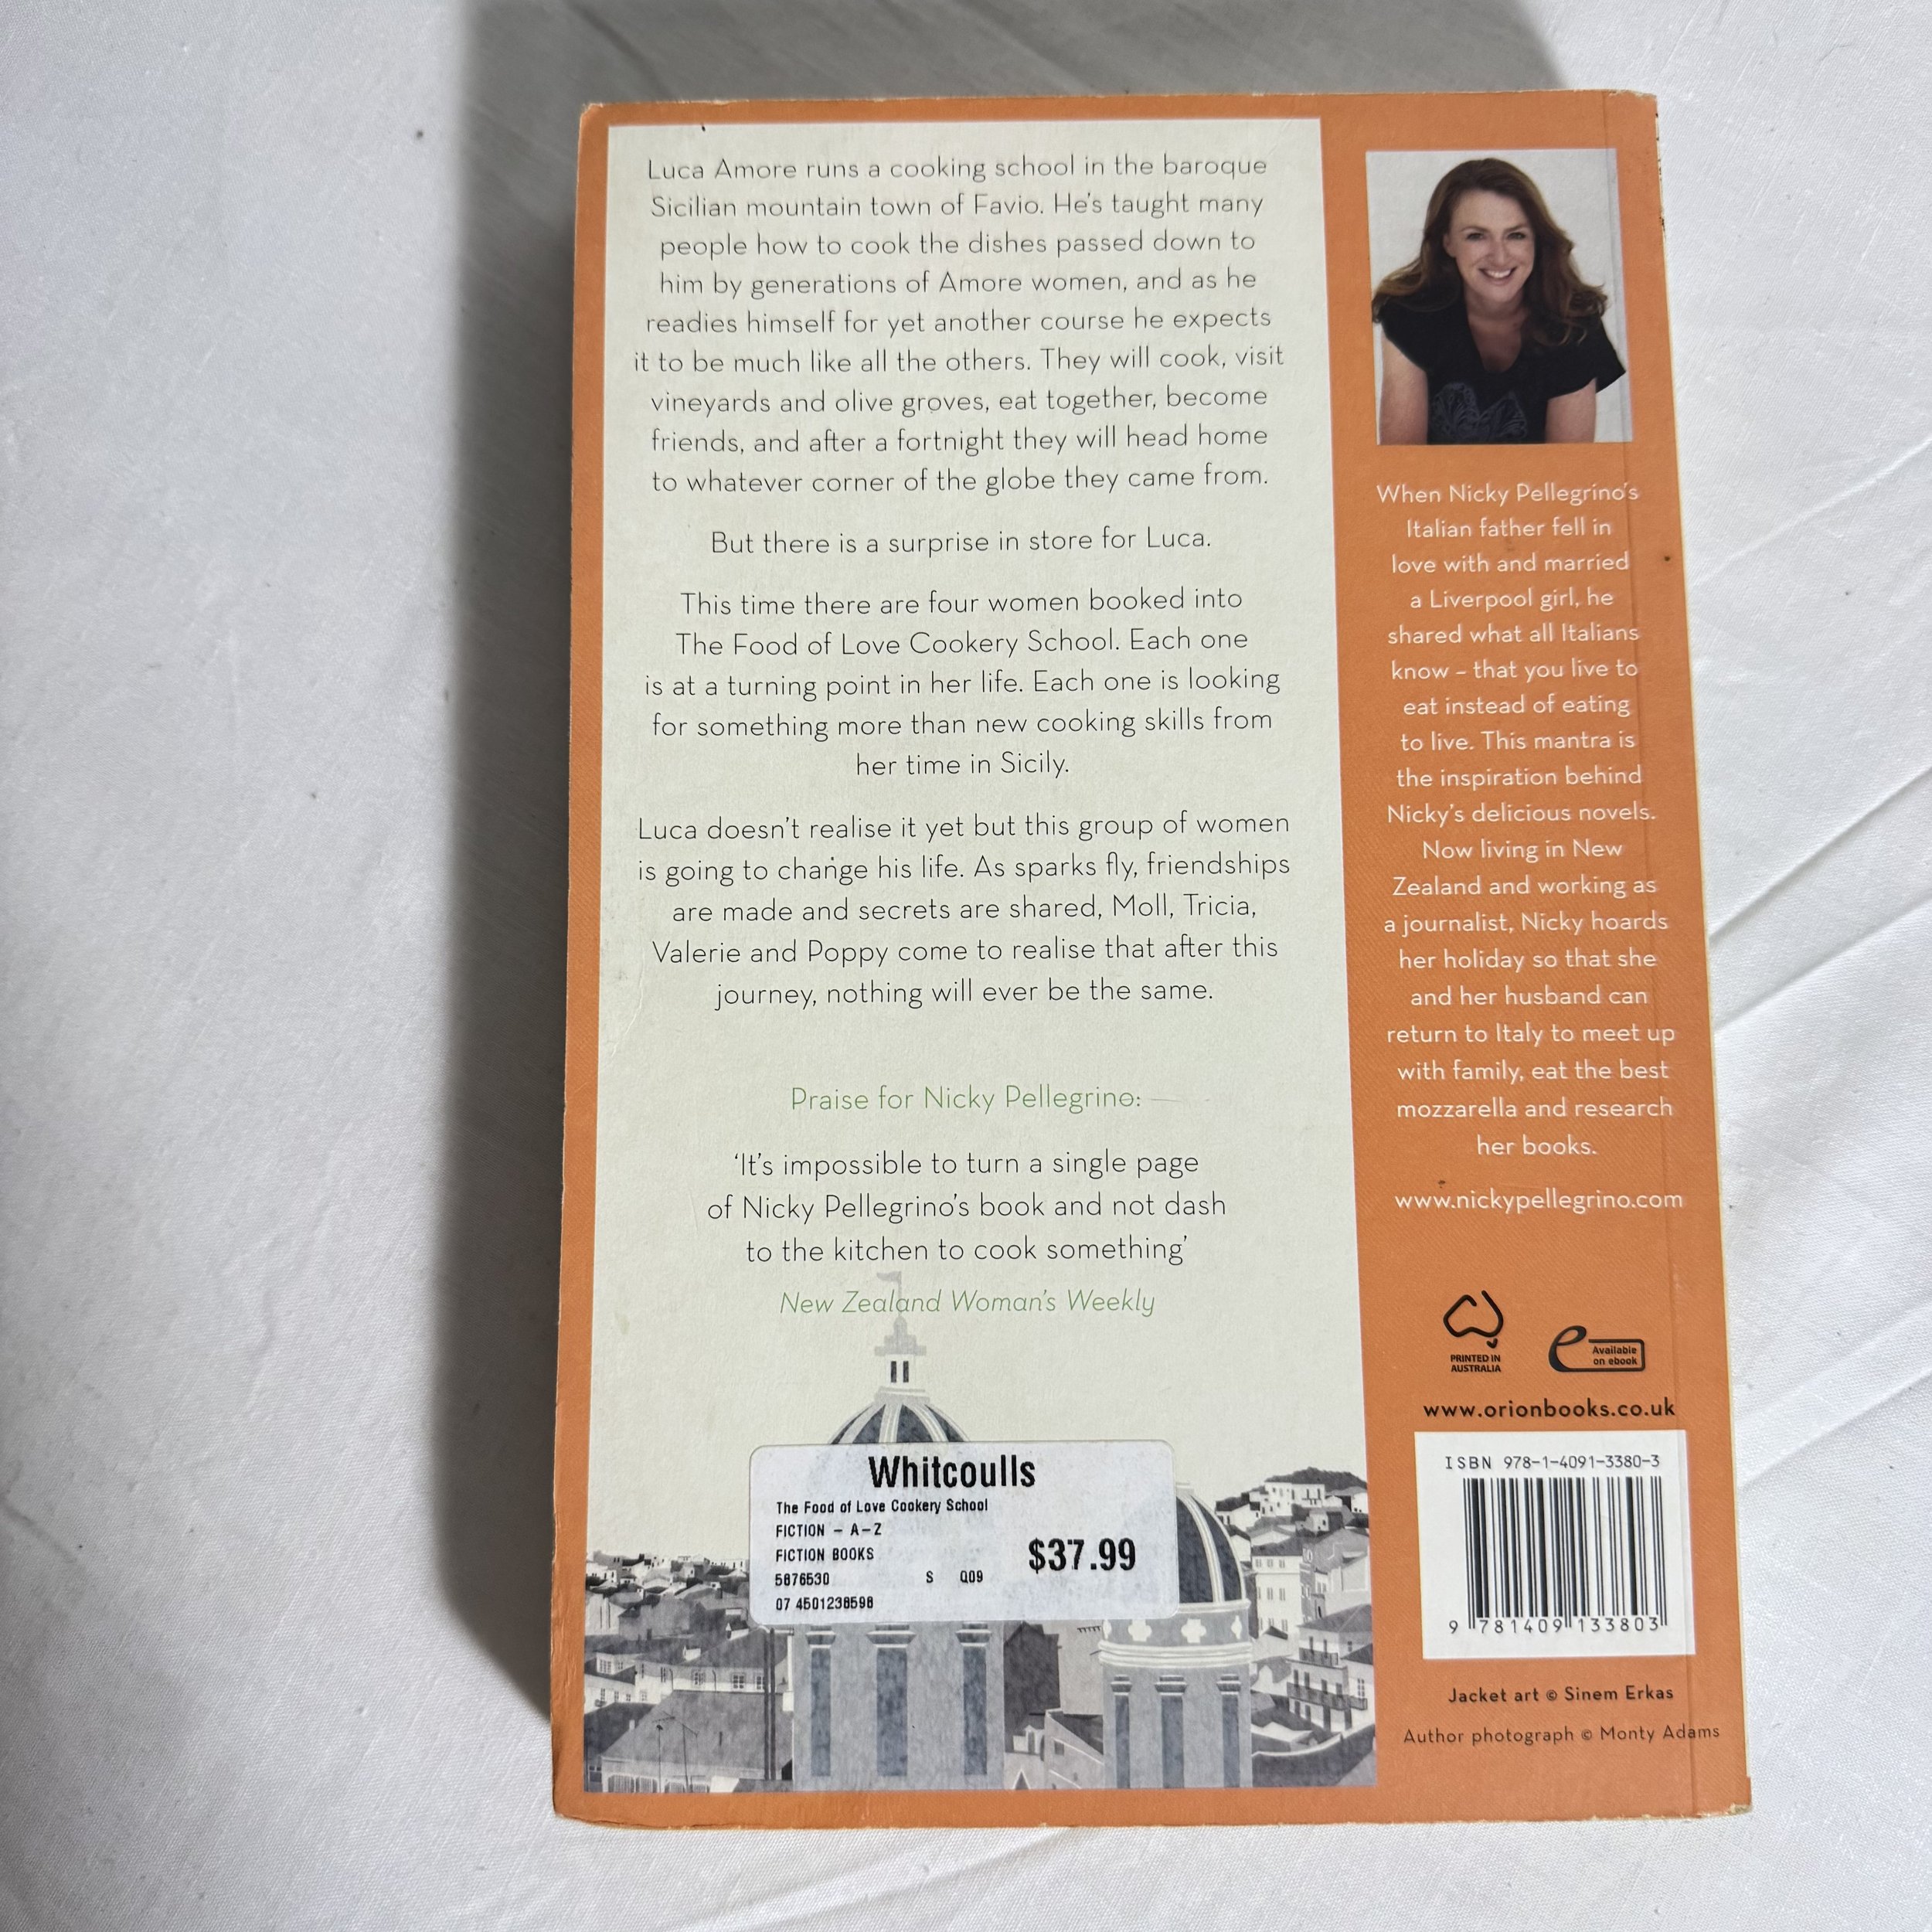 Luca Amore runs a cooking school in the baroque
Sicilian mountain town of Favio. He's taught many
people how to cook the dishes passed down to
him by generations of Amore women, and as he
readies himself for yet another course he expects
it to be much like all the others. They will cook, visit
vineyards and olive groves, eat together, become
friends, and after a fortnight they will head home
to whatever corner of the globe they came from.
But there is a surprise in store for Luca.
This time there are four women booked into
The Food of Love Cookery School. Each one
is at a turning point in her life. Each one is looking
for something more than new cooking skills from
her time in Sicily.
Luca doesn't realise it yet but this group of women
is going to change his life. As sparks fly, friendships
are made and secrets are shared, Moll, Tricia,
Valerie and Poppy come to realise that after this
journey, nothing will ever be the same.
Praise for Nicky Pellegrino:
'It's impossible to turn a single page
of Nicky Pellegrino's book and not dash
to the kitchen to cook something'
New Zealand Woman's Weekly
Whitcoulls
The Food of Love Cookery School
FICTION - A-Z
FICTION BOOKS
5876530 S Q09
$37.99
07 4501238598
When Nicky Pellegrino's
Italian father fell in
love with and married
a Liverpool girl, he
shared what all Italians
know – that you live to
eat instead of eating
to live. This mantra is
the inspiration behind
Nicky's delicious novels.
Now living in New
Zealand and working as
a journalist, Nicky hoards
her holiday so that she
and her husband can
return to Italy to meet up
with family, eat the best
mozzarella and research
her books.
www.nickypellegrino.com
PRINTED IN
AUSTRALIA
e Available
on ebook
www.orionbooks.co.uk
ISBN 978-1-4091-3380-3
9 781409 133803
Jacket art © Sinem Erkas
Author photograph © Monty Adams